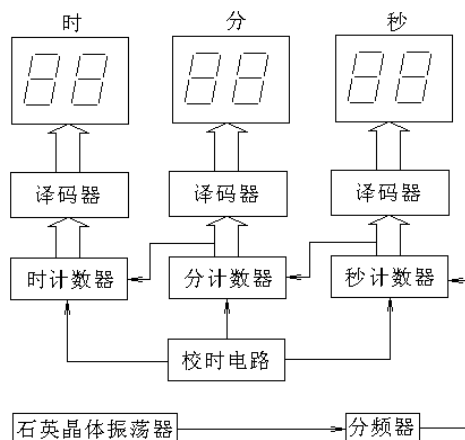 时 分 秒
译码器 译码器 译码器
时计数器 分计数器 秒计数器
校时电路
石英晶体振荡器 分频器